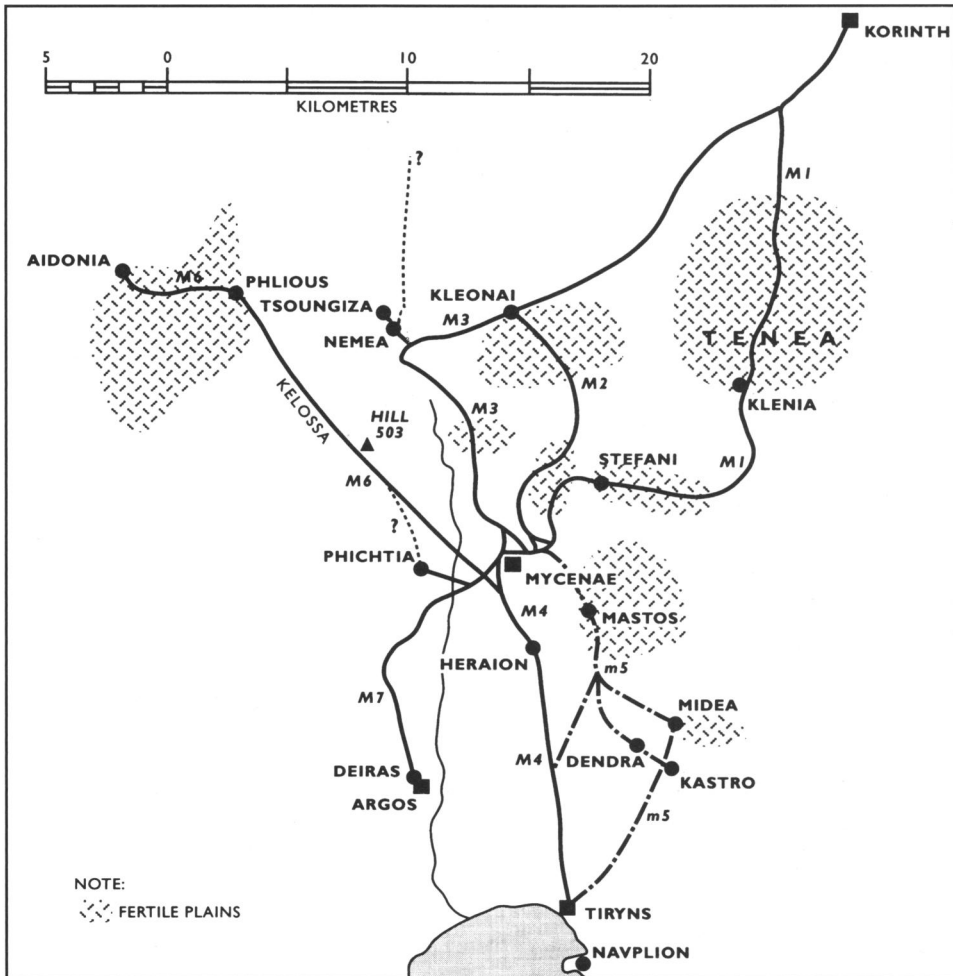 KORINTH
5 0 10 20
KILOMETRES
?
M1
AIDONIA
M6
PHLIOUS
TSOUNGIZA
NEMEA
KLEONAI
M3
TENEA
M2
KLENIA
KELOSSA
HILL
503
M3
M6
STEFANI
M1
?
PHICHTIA
MYCENAE
M4
MASTOS
HERAION
m5
M7
MIDEA
M4
DENDRA
KASTRO
DEIRAS
ARGOS
m5
NOTE:
FERTILE PLAINS
TIRYNS
NAVPLION